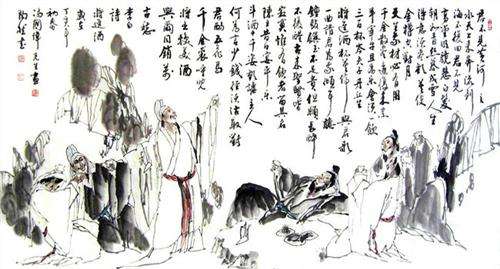 君不見黃河之
水天上來奔流到
海不復回君不見
高堂明鏡悲白髮
朝如青絲暮成雪人生
得意須盡歡莫使
金樽空對月
天生我材必有用
千金散盡還復來烹
羊宰牛且為樂會須一飲
三百杯岑夫子丹丘生
將進酒杯莫停與君歌
一曲請君為我傾耳聽
鐘鼓饌玉不足貴但願長醉
不願醒古來聖賢皆
寂寞惟有飲者留其名
陳王昔時宴平樂
斗酒十千恣歡謔主人
何為言少錢徑須沽取對
君酌五花馬
千金裘呼兒
將出換美酒
與爾同銷萬
古愁
李白
詩
將進酒
初春
先生畫